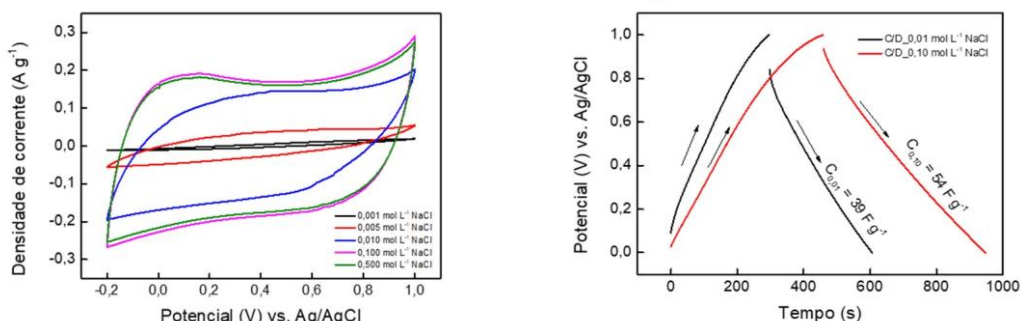 Densidade de corrente (A g⁻¹)
0,3
0,2
0,1
0,0
-0,1
-0,2
-0,3
0,001 mol L⁻¹ NaCl
0,005 mol L⁻¹ NaCl
0,010 mol L⁻¹ NaCl
0,100 mol L⁻¹ NaCl
0,500 mol L⁻¹ NaCl
-0,2 0,0 0,2 0,4 0,6 0,8 1,0
Potencial (V) vs. Ag/AgCl
Potencial (V) vs. Ag/AgCl
1,0
0,8
0,6
0,4
0,2
0,0
C/D_0,01 mol L⁻¹ NaCl
C/D_0,10 mol L⁻¹ NaCl
C₀,₁₀ = 54 F g⁻¹
C₀,₀₁ = 39 F g⁻¹
0 200 400 600 800 1000
Tempo (s)